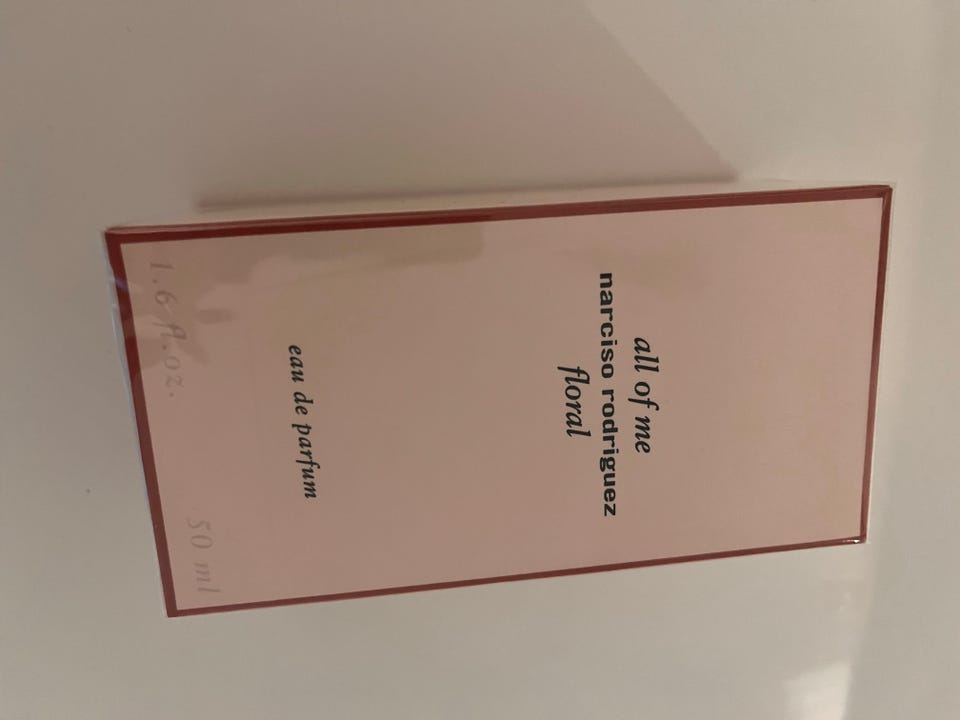 all of me
narciso rodriguez
floral
eau de parfum
1.6 fl.oz. 50 ml